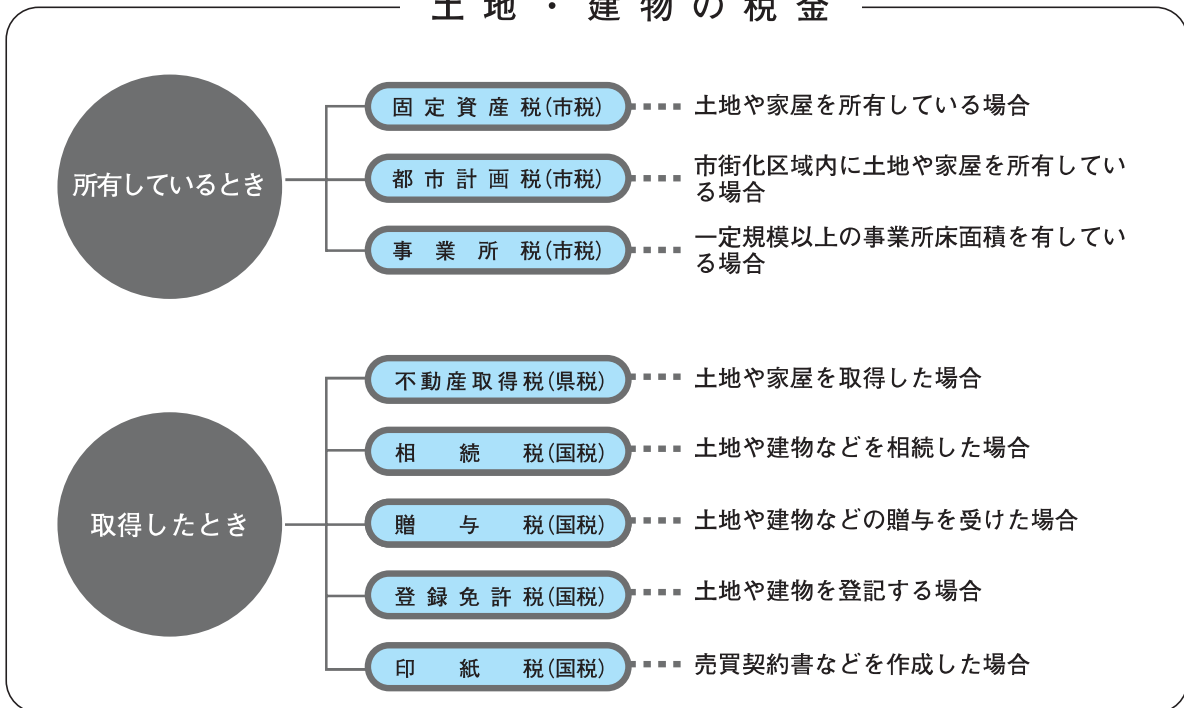 土地・建物の税金
所有しているとき
固定資産税(市税)
土地や家屋を所有している場合
都市計画税(市税)
市街化区域内に土地や家屋を所有してい
る場合
事業所税(市税)
一定規模以上の事業所床面積を有してい
る場合
取得したとき
不動産取得税(県税)
土地や家屋を取得した場合
相続税(国税)
土地や建物などを相続した場合
贈与税(国税)
土地や建物などの贈与を受けた場合
登録免許税(国税)
土地や建物を登記する場合
印紙税(国税)
売買契約書などを作成した場合